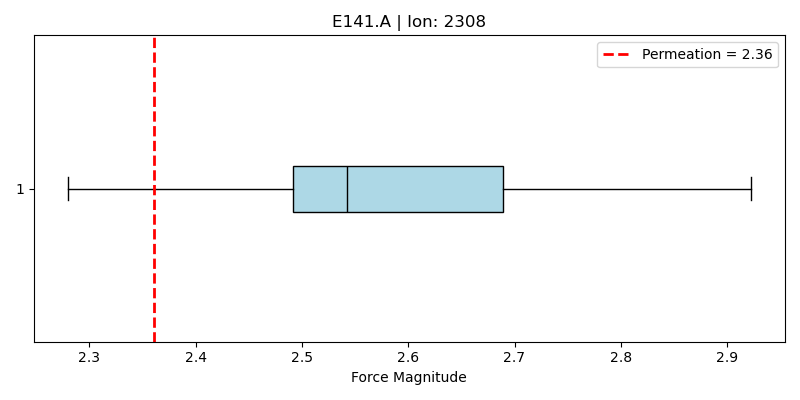 E141.A | Ion: 2308
Permeation = 2.36
1
2.3 2.4 2.5 2.6 2.7 2.8 2.9
Force Magnitude